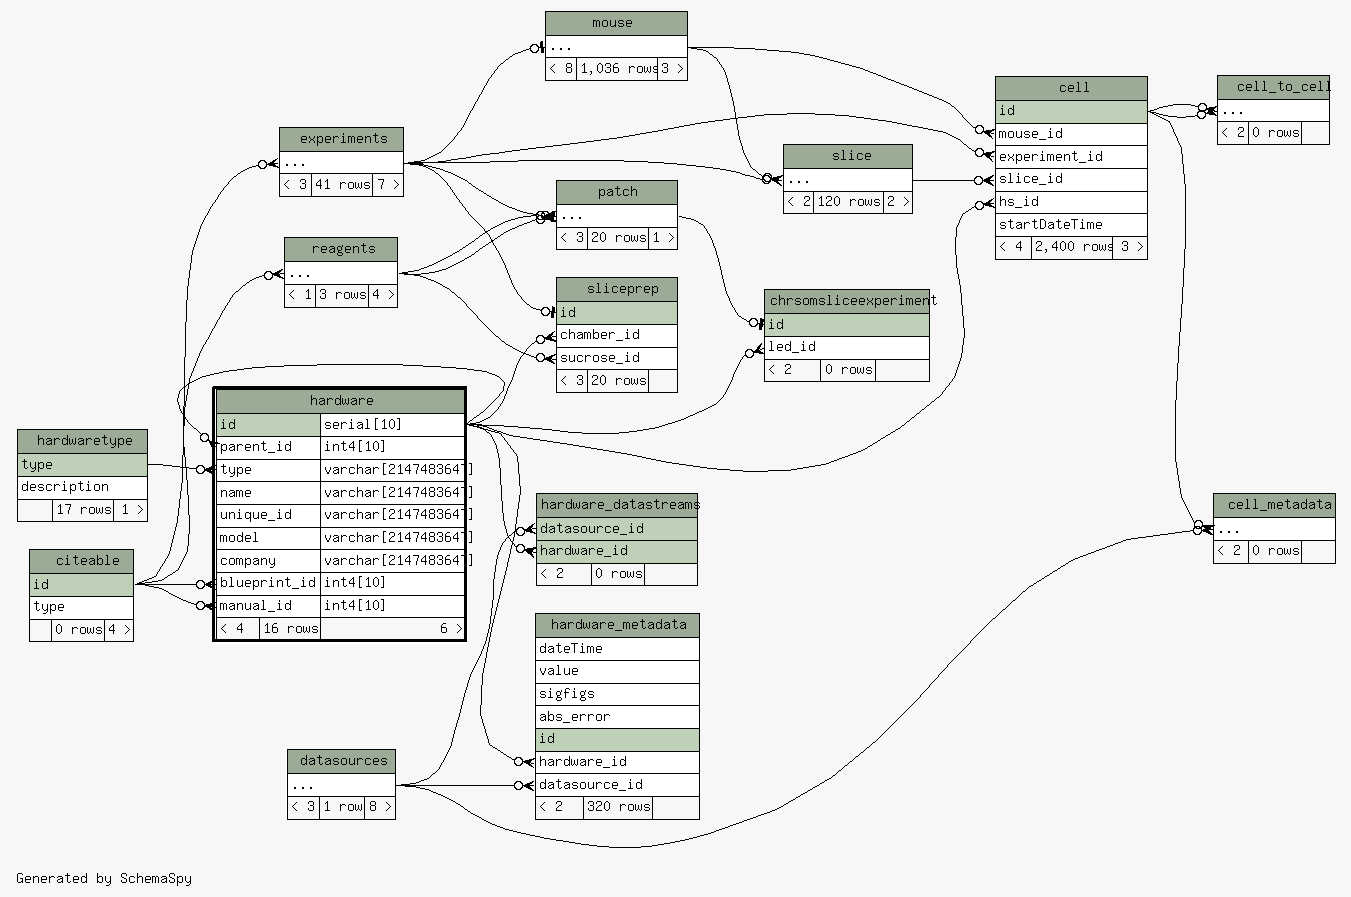 mouse
...
< 8 1,036 rows 3 >
experiments
...
< 3 41 rows 7 >
reagents
...
< 1 3 rows 4 >
patch
...
< 3 20 rows 1 >
sliceprep
id
chamber_id
sucrose_id
< 3 20 rows
slice
...
< 2 120 rows 2 >
chrsomsliceexperiment
id
led_id
< 2 0 rows
cell
id
mouse_id
experiment_id
slice_id
hs_id
startDateTime
< 4 2,400 rows 3 >
cell_to_cell
...
< 2 0 rows
hardwaretype
type
description
17 rows 1 >
citeable
id
type
0 rows 4 >
hardware
id serial[10]
parent_id int4[10]
type varchar[2147483647]
name varchar[2147483647]
unique_id varchar[2147483647]
model varchar[2147483647]
company varchar[2147483647]
blueprint_id int4[10]
manual_id int4[10]
< 4 16 rows 6 >
hardware_datastreams
datasource_id
hardware_id
< 2 0 rows
hardware_metadata
dateTime
value
sigfigs
abs_error
id
hardware_id
datasource_id
< 2 320 rows
cell_metadata
...
< 2 0 rows
datasources
...
< 3 1 row 8 >
Generated by SchemaSpy